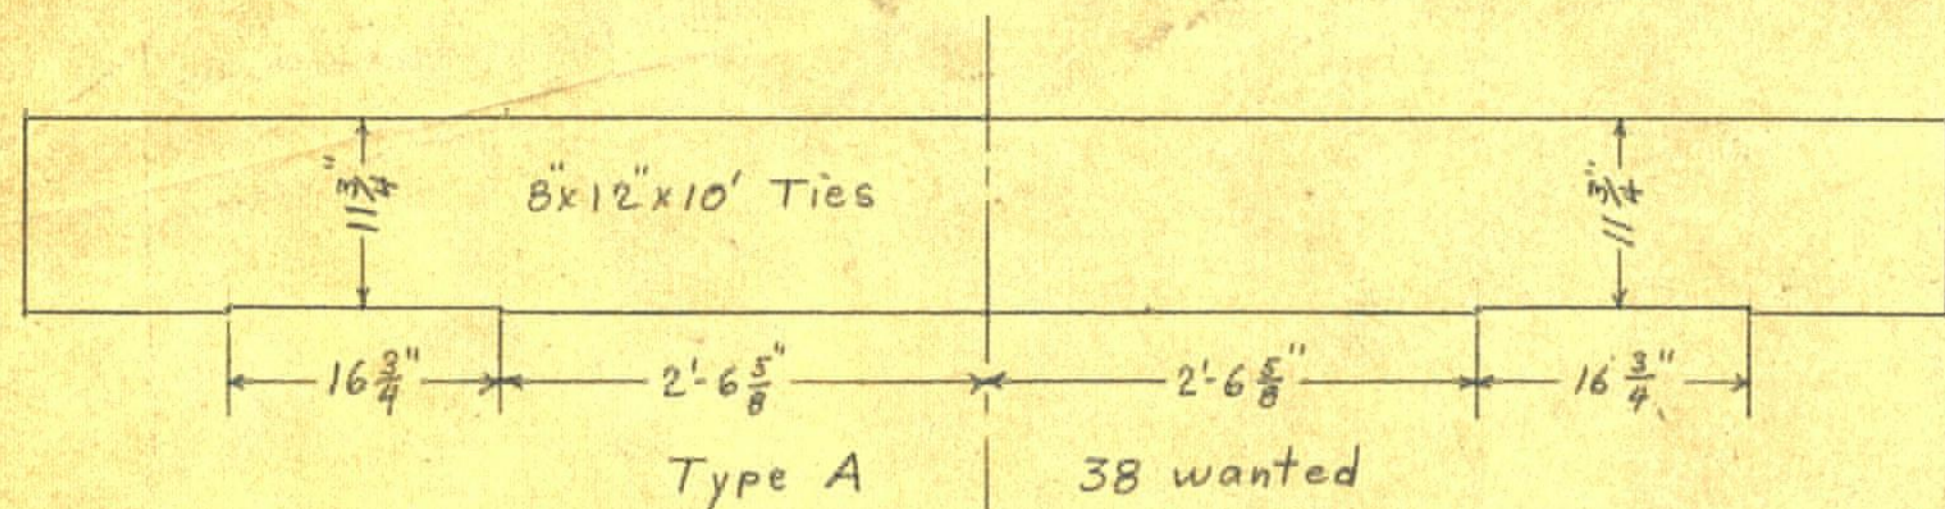 11 3/4"
8"x12"x10' Ties
11 3/4"
16 3/4"
2'-6 5/8"
2'-6 5/8"
16 3/4"
Type A
38 wanted